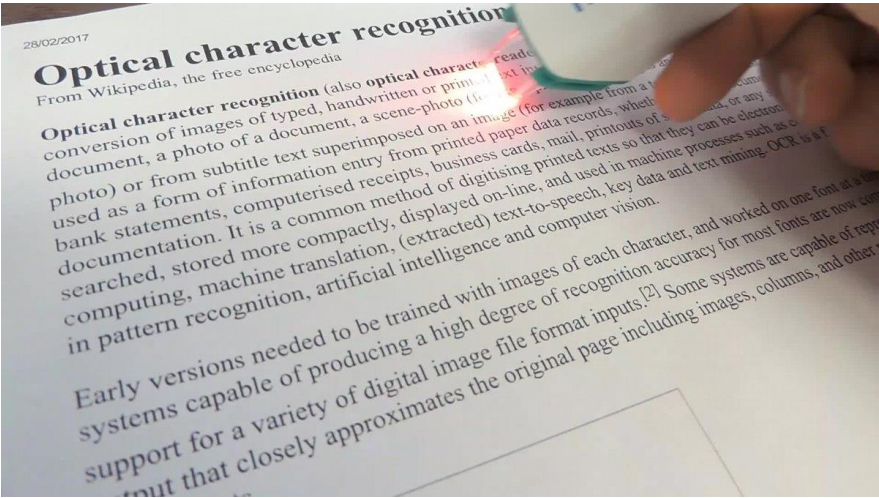 28/02/2017
Optical character recognition
From Wikipedia, the free encyclopedia
Optical character recognition (also optical charact reade
conversion of images of typed, handwritten or print
document, a photo of a document, a scene-photo
photo) or from subtitle text superimposed on an image (for example from a
used as a form of information entry from printed paper data records,
bank statements, computerised receipts, business cards, mail, printouts of or any
documentation. It is a common method of digitising printed texts so that they can be electron
searched, stored more compactly, displayed on-line, and used in machine processes such as c
computing, machine translation, (extracted) text-to-speech, key data and text mining. OCR is a f
in pattern recognition, artificial intelligence and computer vision.
Early versions needed to be trained with images of each character, and worked on one font at a
systems capable of producing a high degree of recognition accuracy for most fonts are now
support for a variety of digital image file format inputs.[2] Some systems are capable of
tput that closely approximates the original page including images, columns, and other